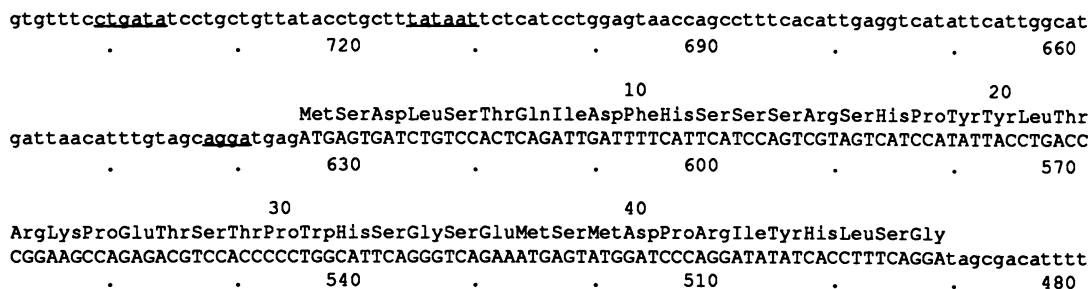 gtgtttcctgatatcctgctgttatacctgctttataattctcatcctggagtaaccagcctttcacattgaggtcatattcattggcat
. . 720 . . 690 . . 660
10 20
MetSerAspLeuSerThrGlnIleAspPheHisSerSerSerArgSerHisProTyrTyrLeuThr
gattaacatttgtagcaggatgagATGAGTGATCTGTCCACTCAGATTGATTTTCATTCATCCAGTCGTAGTCATCCATATTACCTGACC
. . 630 . . 600 . . 570
30 40
ArgLysProGluThrSerThrProTrpHisSerGlySerGluMetSerMetAspProArgIleTyrHisLeuSerGly
CGGAAGCCAGAGACGTCCACCCCCTGGCATTCAGGGTCAGAAATGAGTATGGATCCCAGGATATATCACCTTTCAGGAtagcgacatttt
. . 540 . . 510 . . 480